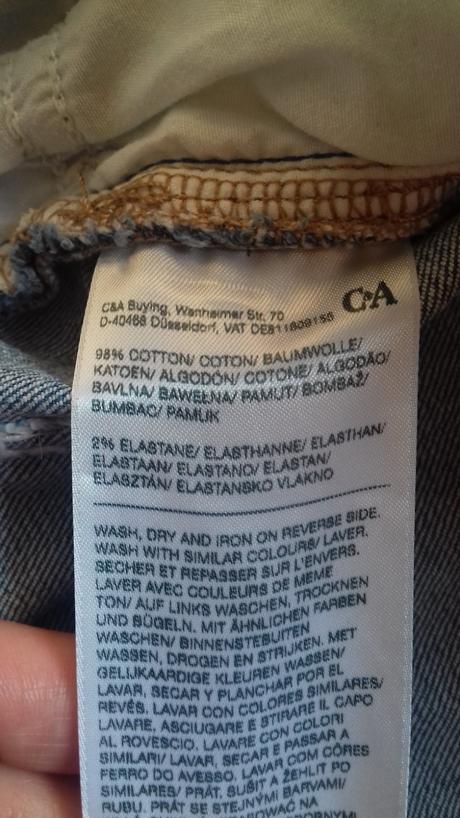 C&A
C&A Buying, Wanheimer Str. 70
D-40468 Düsseldorf, VAT DE811809156
98% COTTON/ COTON/ BAUMWOLLE/
KATOEN/ ALGODÓN/ COTONE/ ALGODÃO/
BAVLNA/ BAWEŁNA/ PAMUT/ BOMBAŽ/
BUMBAC/ PAMUK
2% ELASTANE/ ELASTHANNE/ ELASTHAN/
ELASTAAN/ ELASTANO/ ELASTAN/
ELASZTÁN/ ELASTANSKO VLAKNO
WASH, DRY AND IRON ON REVERSE SIDE.
WASH WITH SIMILAR COLOURS/ LAVER,
SECHER ET REPASSER SUR L'ENVERS.
LAVER AVEC COULEURS DE MEME
TON/ AUF LINKS WASCHEN, TROCKNEN
UND BÜGELN. MIT ÄHNLICHEN FARBEN
WASCHEN/ BINNENSTEBUITEN
WASSEN, DROGEN EN STRIJKEN. MET
GELIJKAARDIGE KLEUREN WASSEN/
LAVAR, SECAR Y PLANCHAR POR EL
REVÉS. LAVAR CON COLORES SIMILARES/
LAVARE, ASCIUGARE E STIRARE IL CAPO
AL ROVESCIO. LAVARE CON COLORI
SIMILARI/ LAVAR, SECAR E PASSAR A
FERRO DO AVESSO. LAVAR COM CÔRES
SIMILARES/ PRÁT, SUŠIT A ŽEHLIT PO
RUBU. PRÁT SE STEJNÝMI BARVAMI/